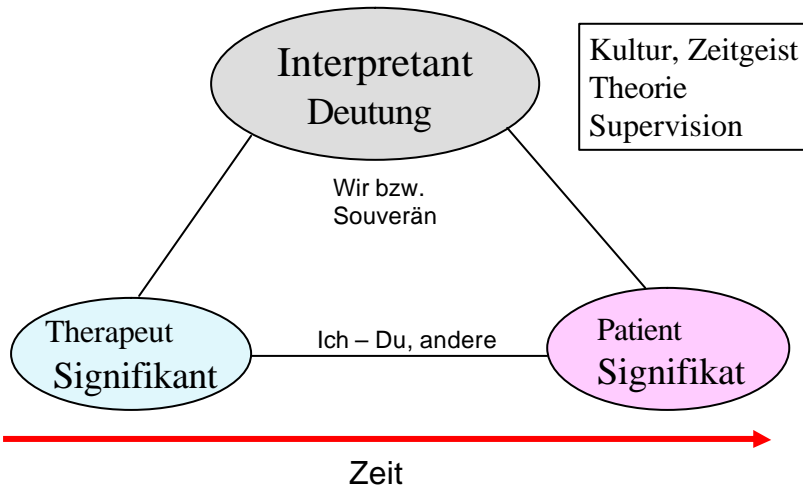 Interpretant
Deutung
Kultur, Zeitgeist
Theorie
Supervision
Wir bzw.
Souverän
Therapeut
Signifikant
Ich – Du, andere
Patient
Signifikat
Zeit